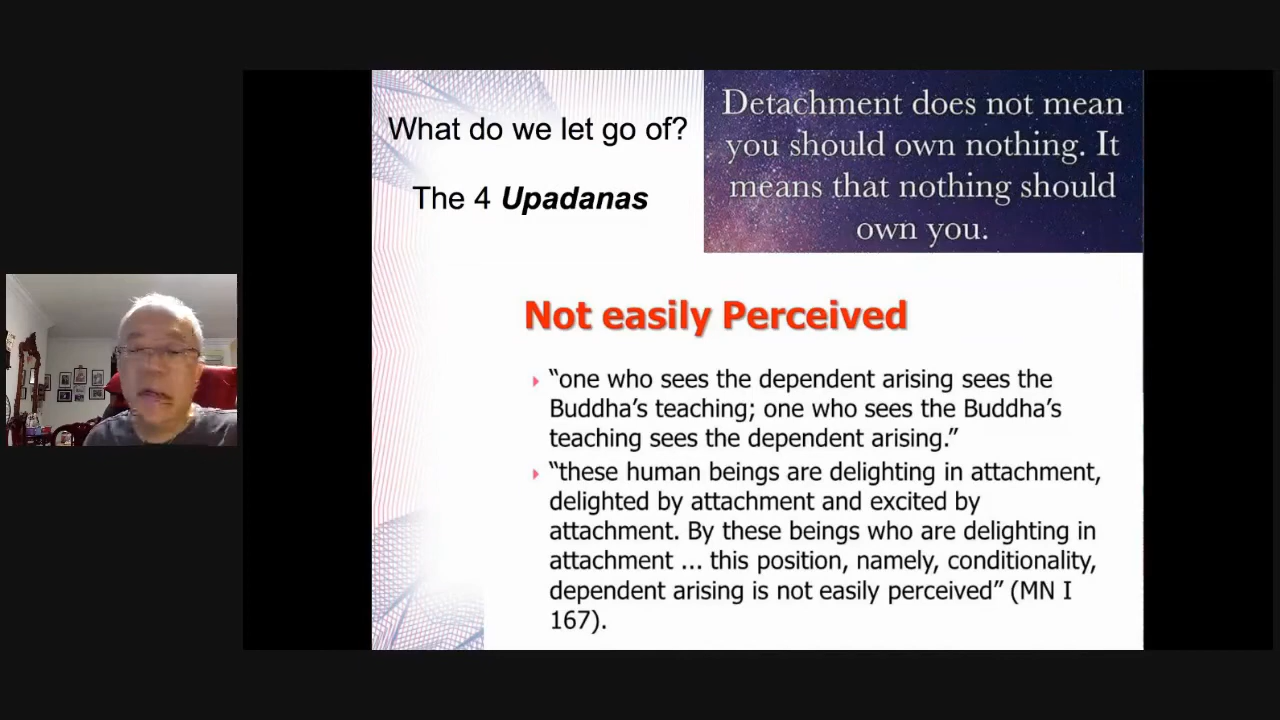 What do we let go of?
The 4 Upadanas
Detachment does not mean
you should own nothing. It
means that nothing should
own you.
Not easily Perceived
“one who sees the dependent arising sees the
Buddha’s teaching; one who sees the Buddha’s
teaching sees the dependent arising.”
“these human beings are delighting in attachment,
delighted by attachment and excited by
attachment. By these beings who are delighting in
attachment ... this position, namely, conditionality,
dependent arising is not easily perceived” (MN I
167).